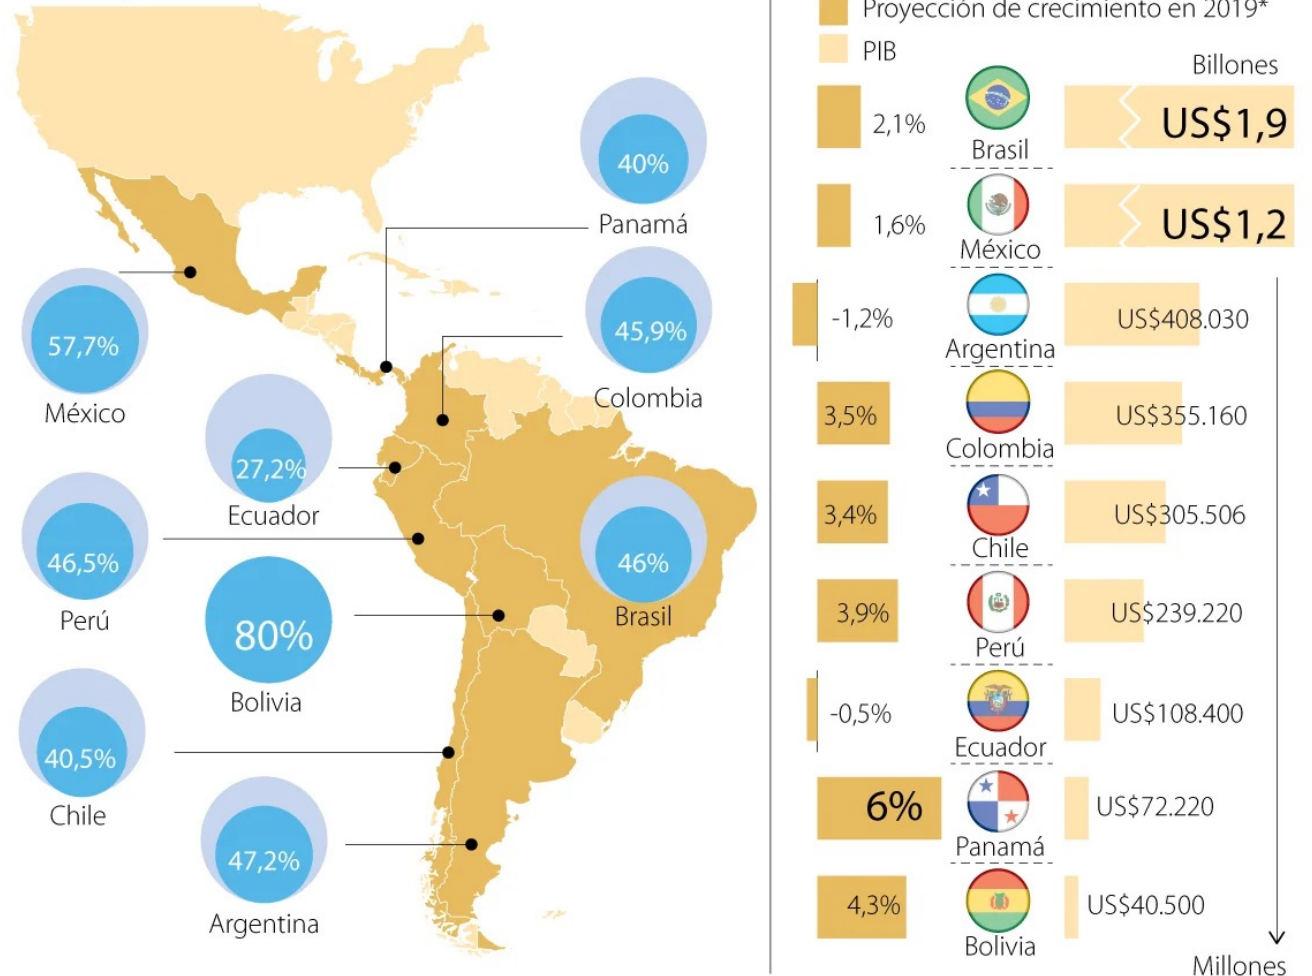 40%
Panamá
45,9%
Colombia
57,7%
México
27,2%
Ecuador
46,5%
Perú
46%
Brasil
80%
Bolivia
40,5%
Chile
47,2%
Argentina
Proyección de crecimiento en 2019*
PIB
Billones
2,1%
Brasil
US$1,9
1,6%
México
US$1,2
-1,2%
Argentina
US$408.030
3,5%
Colombia
US$355.160
3,4%
Chile
US$305.506
3,9%
Perú
US$239.220
-0,5%
Ecuador
US$108.400
6%
Panamá
US$72.220
4,3%
Bolivia
US$40.500
Millones